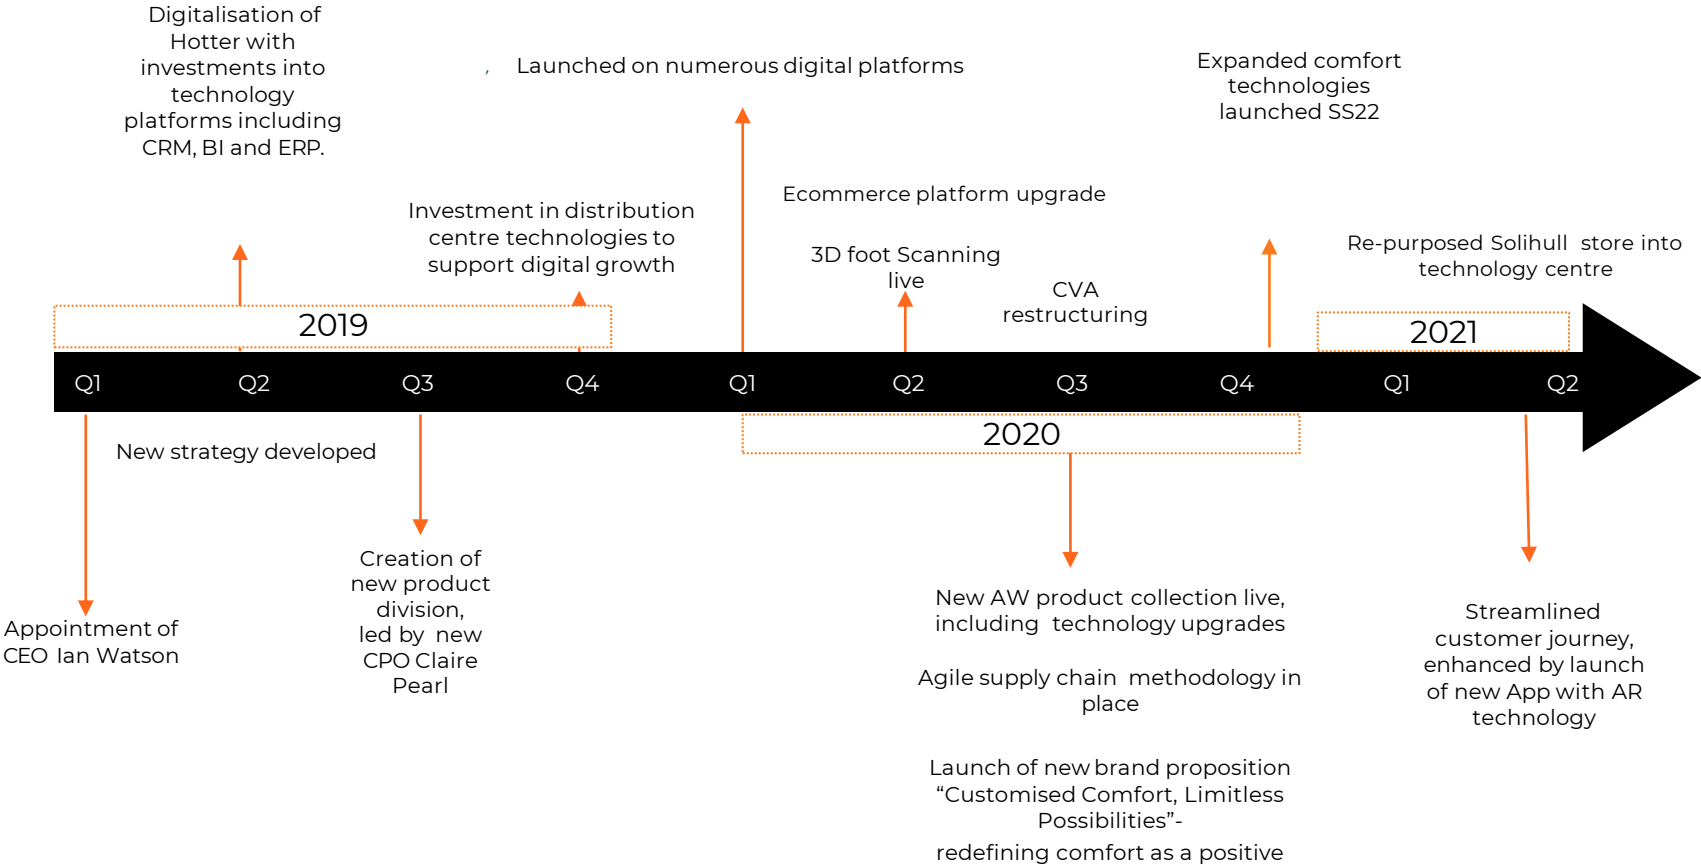 Digitalisation of
Hotter with
investments into
technology
platforms including
CRM, BI and ERP.
, Launched on numerous digital platforms
Expanded comfort
technologies
launched SS22
Ecommerce platform upgrade
Investment in distribution
centre technologies to
support digital growth
3D foot Scanning
live
CVA
restructuring
Re-purposed Solihull store into
technology centre
2019
2021
Q1 Q2 Q3 Q4 Q1 Q2 Q3 Q4 Q1 Q2
2020
New strategy developed
Appointment of
CEO Ian Watson
Creation of
new product
division,
led by new
CPO Claire
Pearl
New AW product collection live,
including technology upgrades
Agile supply chain methodology in
place
Launch of new brand proposition
“Customised Comfort, Limitless
Possibilities”-
redefining comfort as a positive
Streamlined
customer journey,
enhanced by launch
of new App with AR
technology